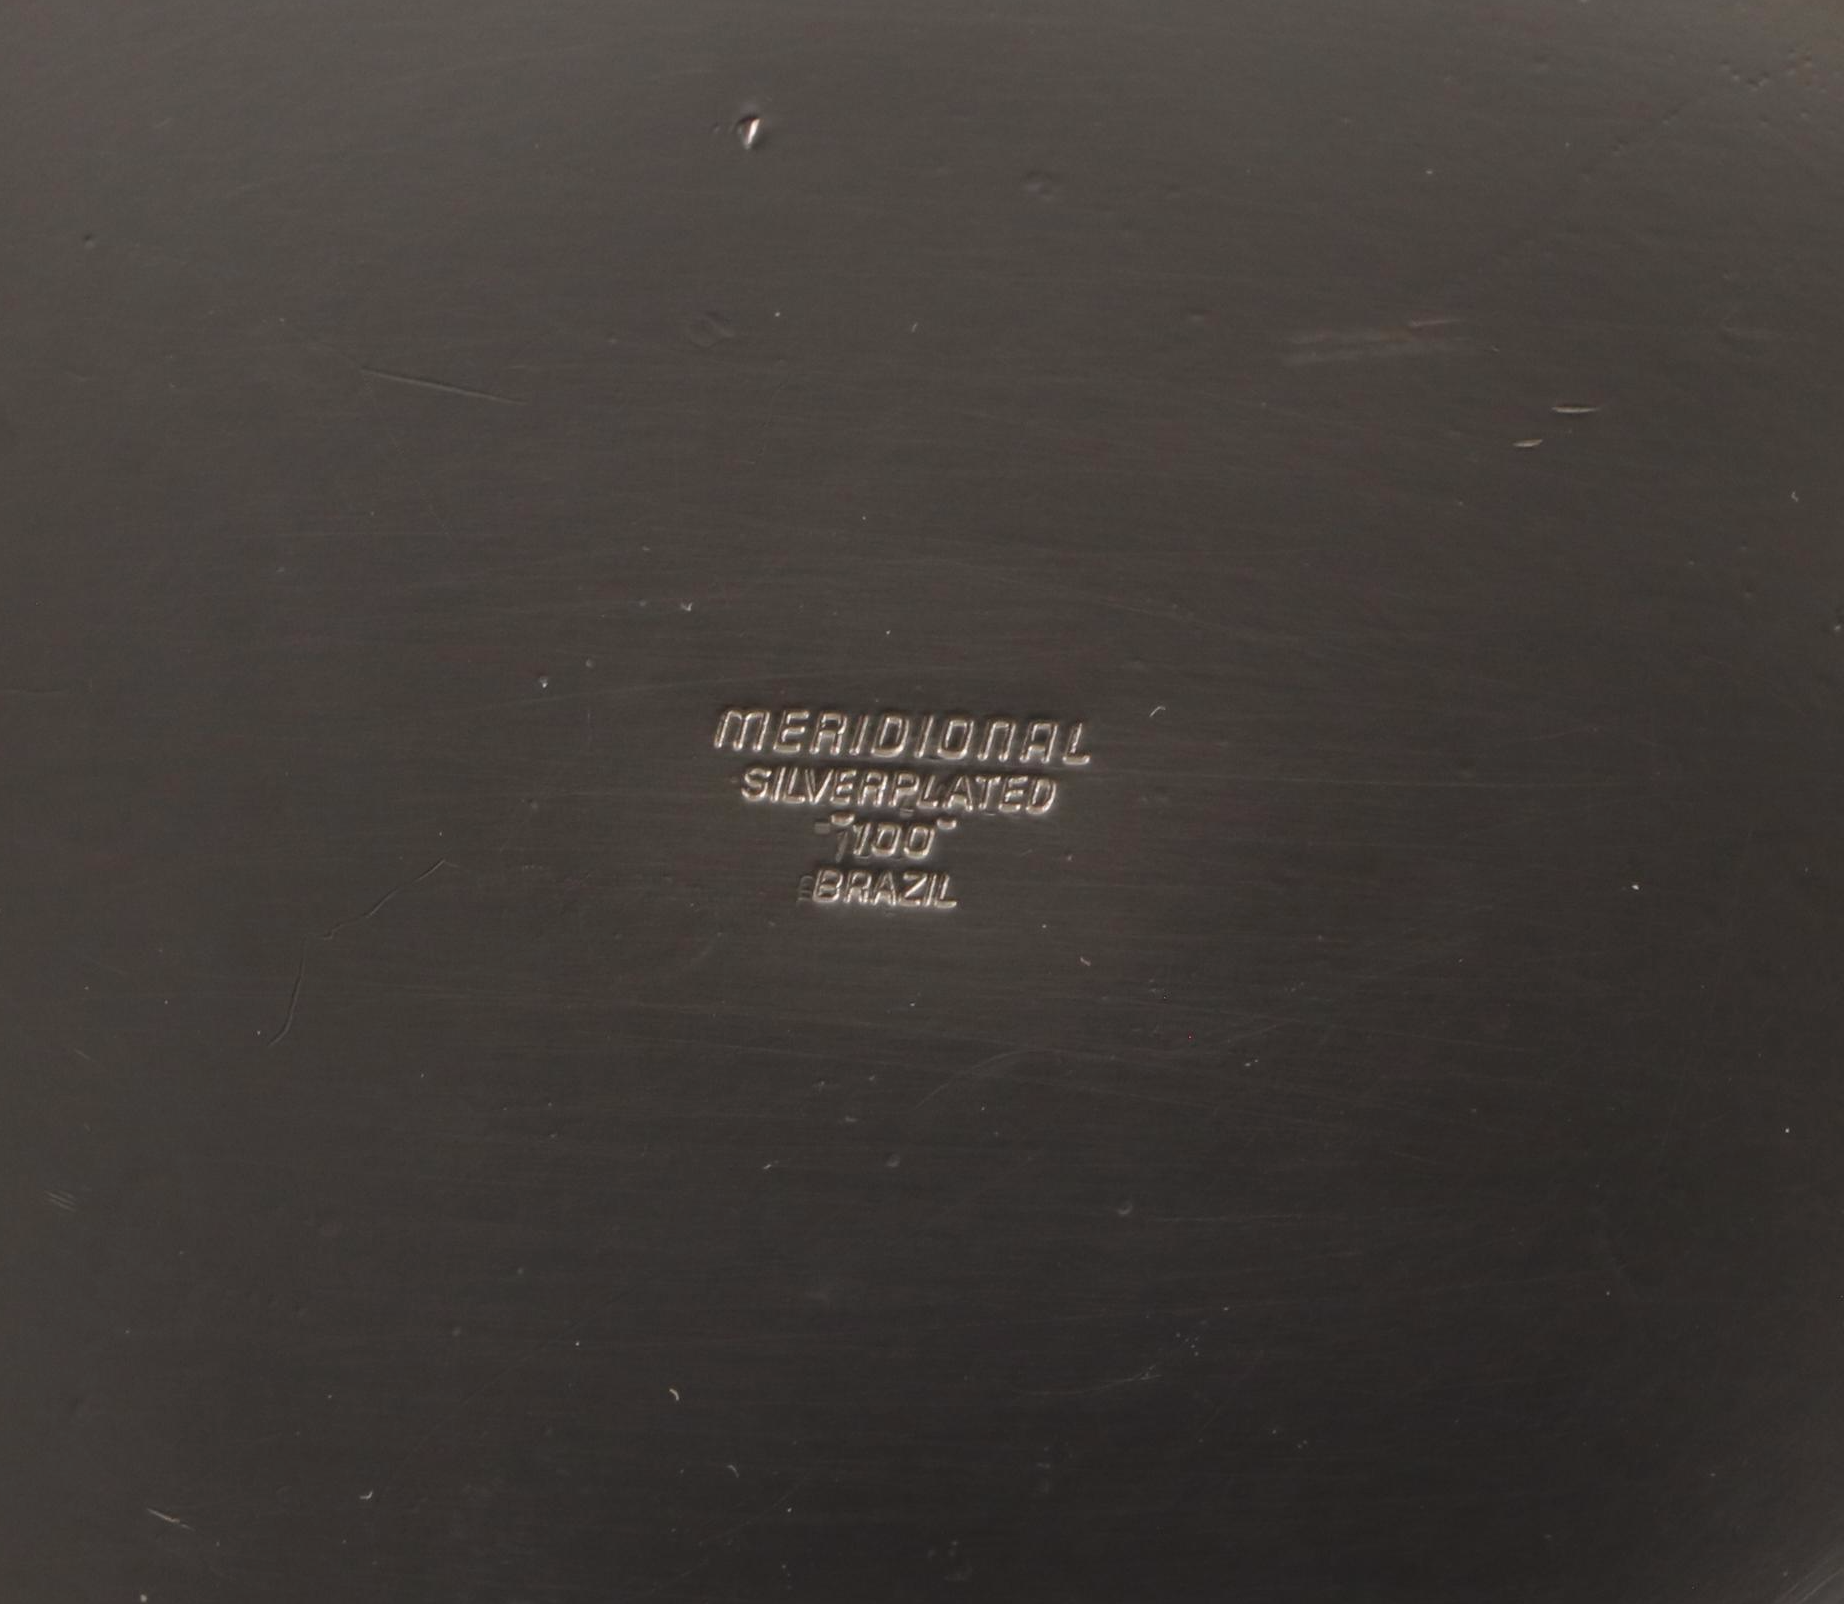 MERIDIONAL
SILVERPLATED
"100"
BRAZIL